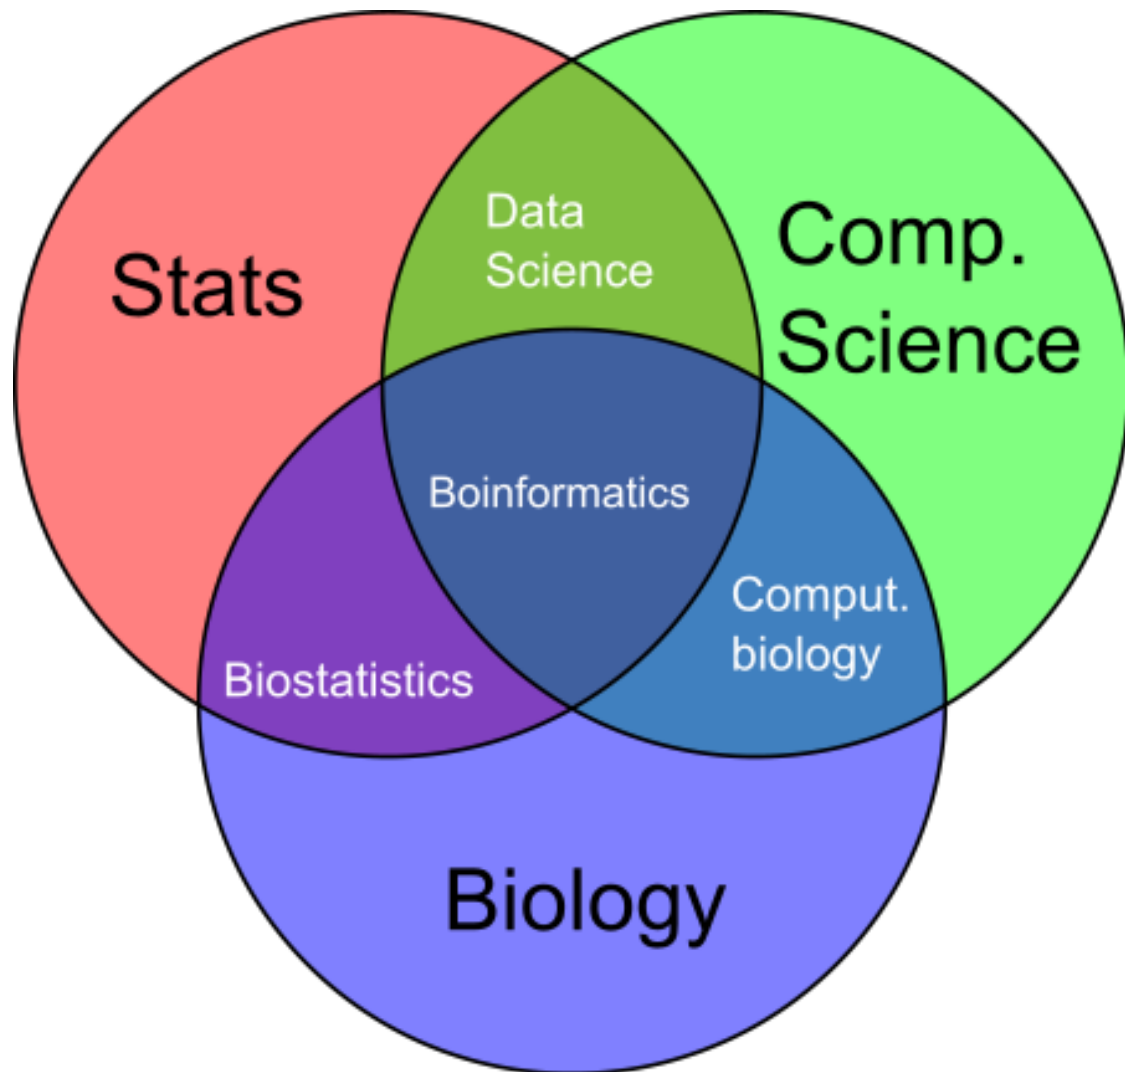 Stats
Data
Science
Comp.
Science
Boinformatics
Biostatistics
Comput.
biology
Biology